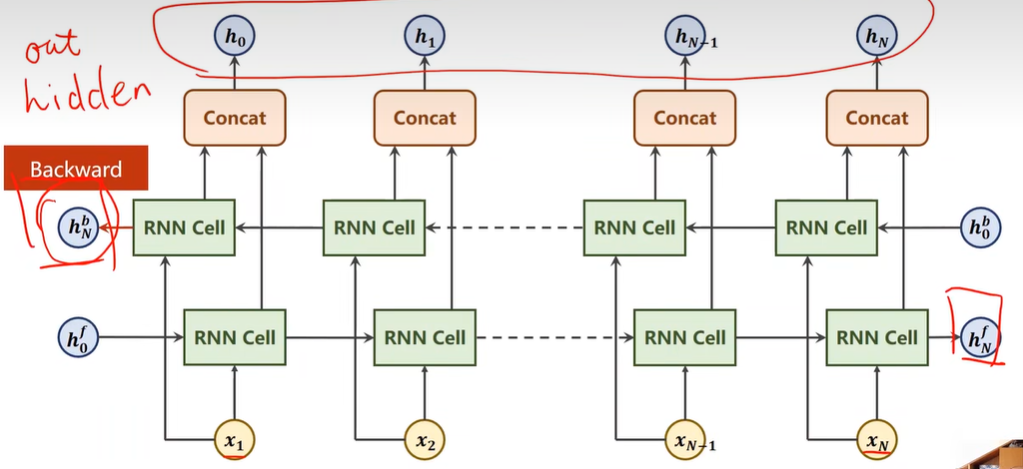 out
hidden
h_0 h_1 h_{N-1} h_N
Concat Concat Concat Concat
Backward
h_N^b RNN Cell RNN Cell RNN Cell RNN Cell h_0^b
h_0^f RNN Cell RNN Cell RNN Cell RNN Cell h_N^f
x_1 x_2 x_{N-1} x_N